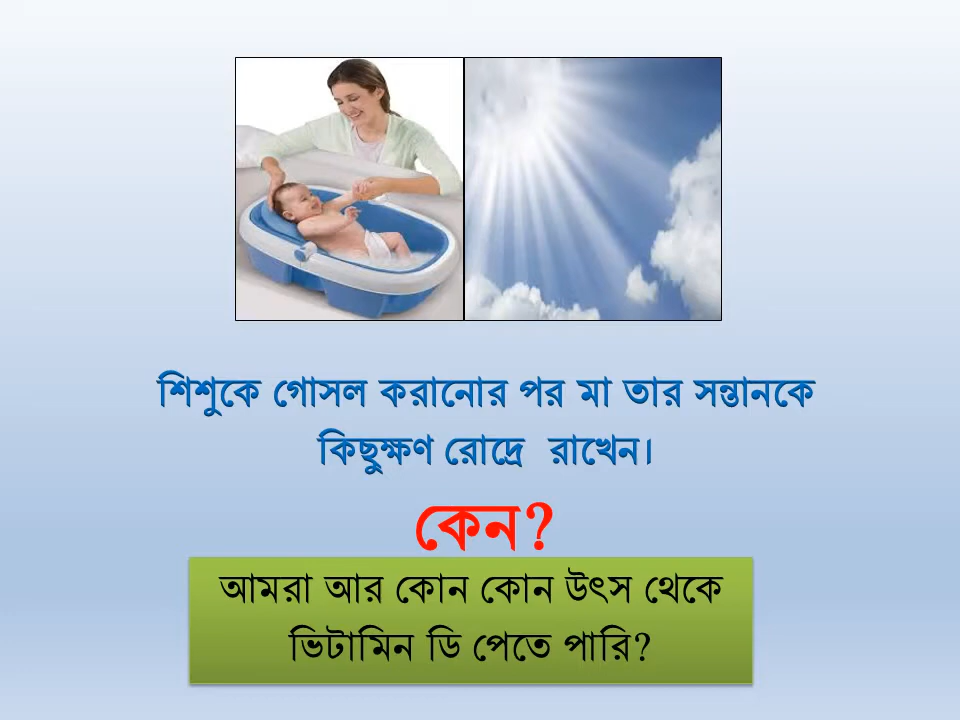 শিশুকে গোসল করানোর পর মা তার সন্তানকে
কিছুক্ষণ রোদ্রে রাখেন।
কেন?
আমরা আর কোন কোন উৎস থেকে
ভিটামিন ডি পেতে পারি?